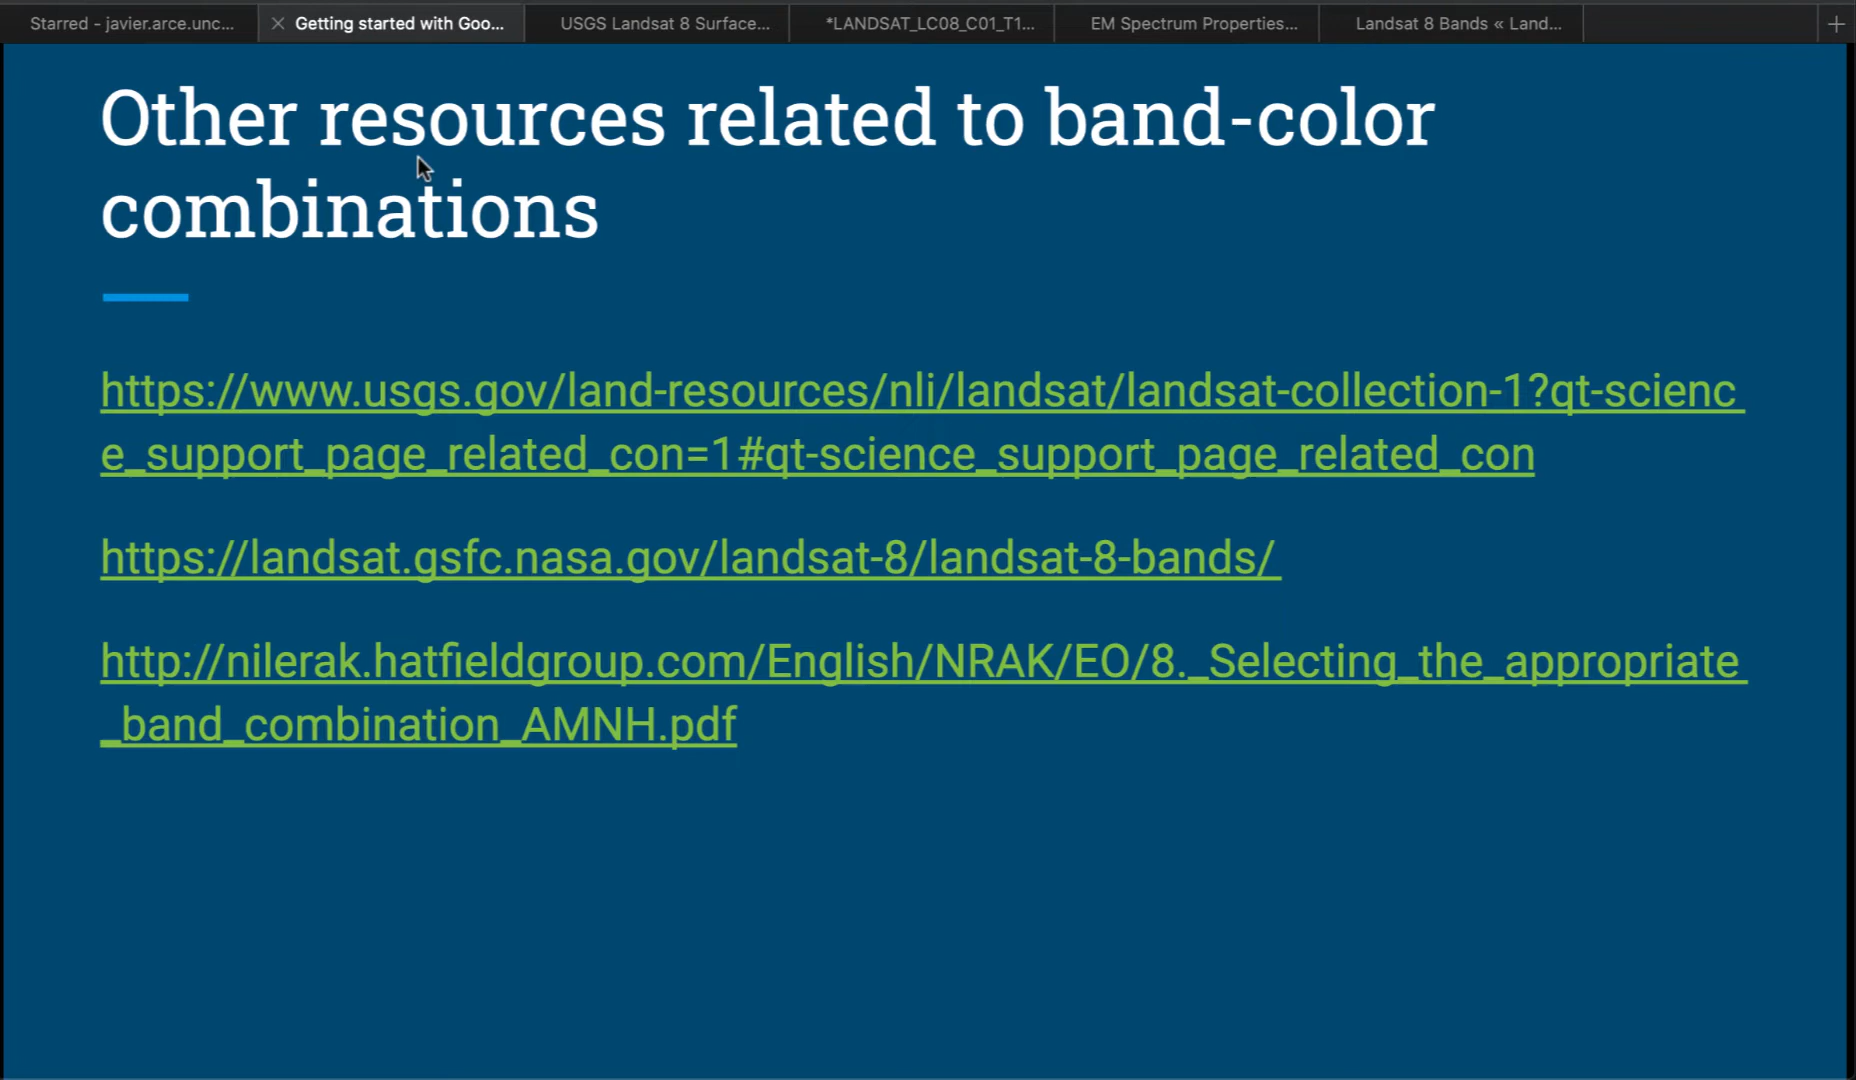 Starred - javier.arce.unc...
Getting started with Goo...
USGS Landsat 8 Surface...
*LANDSAT_LC08_C01_T1...
EM Spectrum Properties...
Landsat 8 Bands « Land...
Other resources related to band-color
combinations
https://www.usgs.gov/land-resources/nli/landsat/landsat-collection-1?qt-scienc
e_support_page_related_con=1#qt-science_support_page_related_con
https://landsat.gsfc.nasa.gov/landsat-8/landsat-8-bands/
http://nilerak.hatfieldgroup.com/English/NRAK/EO/8._Selecting_the_appropriate
_band_combination_AMNH.pdf